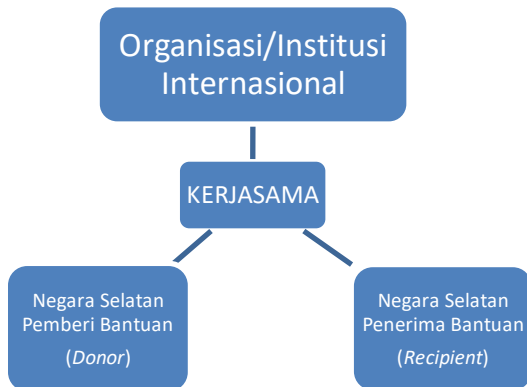 Organisasi/Institusi
Internasional
KERJASAMA
Negara Selatan
Pemberi Bantuan
(Donor)
Negara Selatan
Penerima Bantuan
(Recipient)